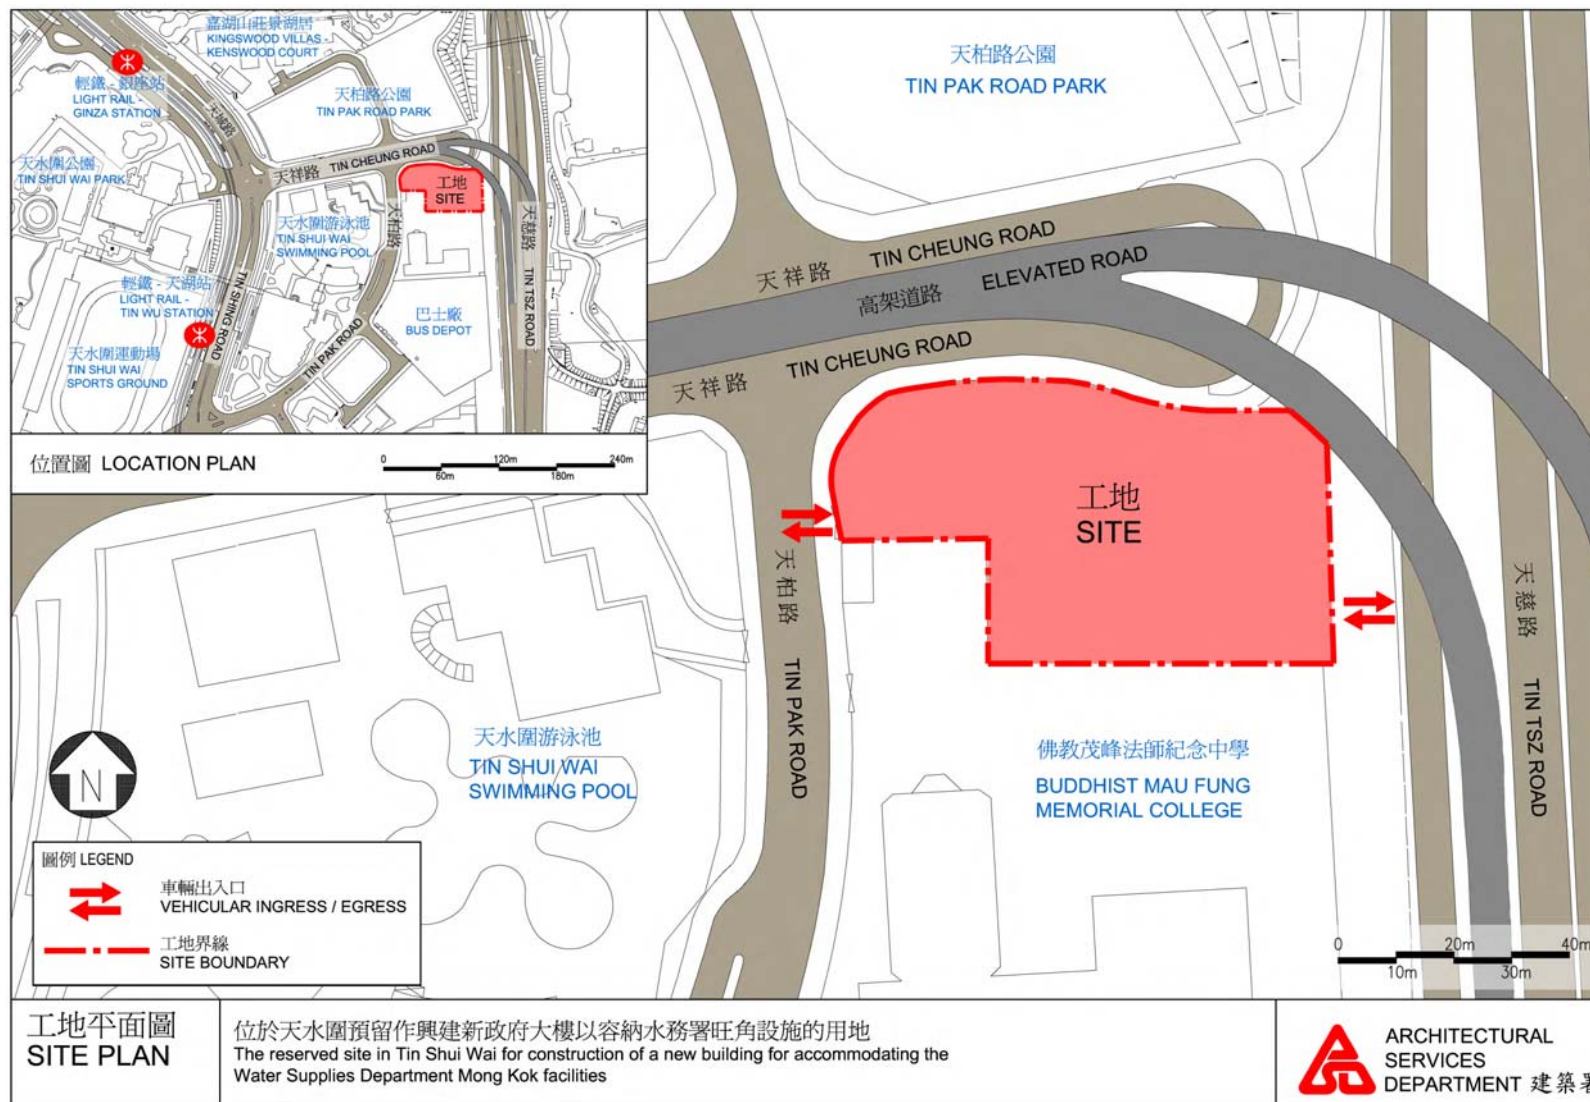 嘉湖山莊景湖居
KINGSWOOD VILLAS -
KENSWOOD COURT
輕鐵 - 銀座站
LIGHT RAIL -
GINZA STATION
天城路
天柏路公園
TIN PAK ROAD PARK
天水圍公園
TIN SHUI WAI PARK
天祥路 TIN CHEUNG ROAD
工地
SITE
天水圍游泳池
TIN SHUI WAI
SWIMMING POOL
天柏路
天慈路 TIN TSZ ROAD
輕鐵 - 天湖站
LIGHT RAIL -
TIN WU STATION
TIN SHING ROAD
天水圍運動場
TIN SHUI WAI
SPORTS GROUND
TIN PAK ROAD
巴士廠
BUS DEPOT
位置圖 LOCATION PLAN
0 120m 240m
60m 180m
天柏路公園
TIN PAK ROAD PARK
天祥路 TIN CHEUNG ROAD
高架道路 ELEVATED ROAD
天祥路 TIN CHEUNG ROAD
工地
SITE
天柏路 TIN PAK ROAD
天慈路 TIN TSZ ROAD
天水圍游泳池
TIN SHUI WAI
SWIMMING POOL
佛教茂峰法師紀念中學
BUDDHIST MAU FUNG
MEMORIAL COLLEGE
N
圖例 LEGEND
車輛出入口
VEHICULAR INGRESS / EGRESS
工地界線
SITE BOUNDARY
0 20m 40m
10m 30m
工地平面圖
SITE PLAN
位於天水圍預留作興建新政府大樓以容納水務署旺角設施的用地
The reserved site in Tin Shui Wai for construction of a new building for accommodating the
Water Supplies Department Mong Kok facilities
ARCHITECTURAL
SERVICES
DEPARTMENT 建築署